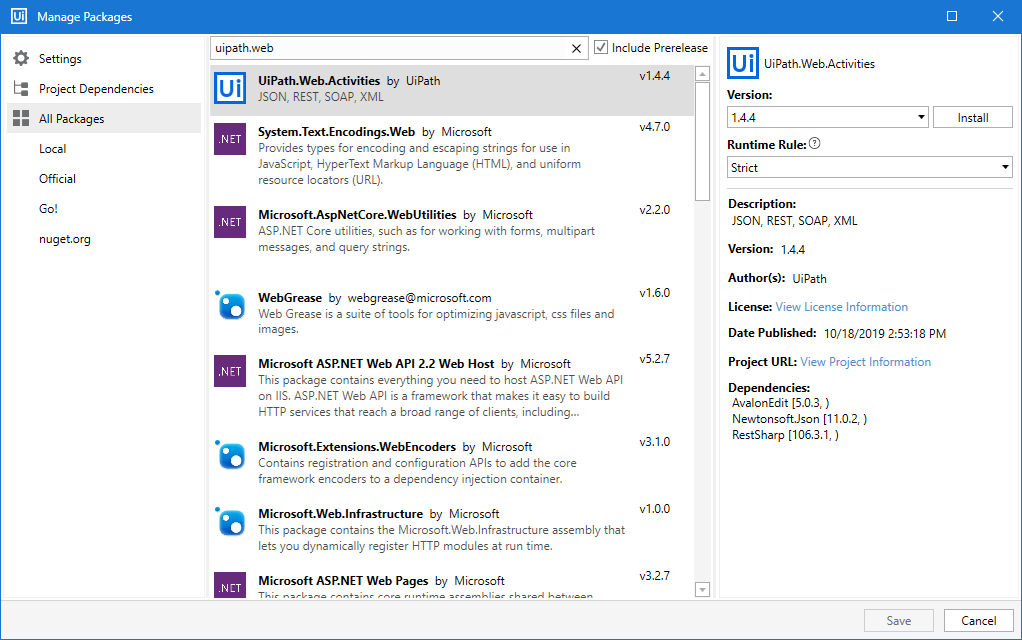 Ui Manage Packages
Settings
Project Dependencies
All Packages
Local
Official
Go!
nuget.org
uipath.web
Include Prerelease
Ui
UiPath.Web.Activities by UiPath
v1.4.4
JSON, REST, SOAP, XML
.NET
System.Text.Encodings.Web by Microsoft
v4.7.0
Provides types for encoding and escaping strings for use in
JavaScript, HyperText Markup Language (HTML), and uniform
resource locators (URL).
.NET
Microsoft.AspNetCore.WebUtilities by Microsoft
v2.2.0
ASP.NET Core utilities, such as for working with forms, multipart
messages, and query strings.
WebGrease by webgrease@microsoft.com
v1.6.0
Web Grease is a suite of tools for optimizing javascript, css files and
images.
.NET
Microsoft ASP.NET Web API 2.2 Web Host by Microsoft
v5.2.7
This package contains everything you need to host ASP.NET Web API
on IIS. ASP.NET Web API is a framework that makes it easy to build
HTTP services that reach a broad range of clients, including...
Microsoft.Extensions.WebEncoders by Microsoft
v3.1.0
Contains registration and configuration APIs to add the core
framework encoders to a dependency injection container.
Microsoft.Web.Infrastructure by Microsoft
v1.0.0
This package contains the Microsoft.Web.Infrastructure assembly that
lets you dynamically register HTTP modules at run time.
.NET
Microsoft ASP.NET Web Pages by Microsoft
v3.2.7
This package contains core runtime assemblies shared between
Ui UiPath.Web.Activities
Version:
1.4.4
Install
Runtime Rule: ?
Strict
Description:
JSON, REST, SOAP, XML
Version: 1.4.4
Author(s): UiPath
License: View License Information
Date Published: 10/18/2019 2:53:18 PM
Project URL: View Project Information
Dependencies:
AvalonEdit [5.0.3, )
Newtonsoft.Json [11.0.2, )
RestSharp [106.3.1, )
Save
Cancel